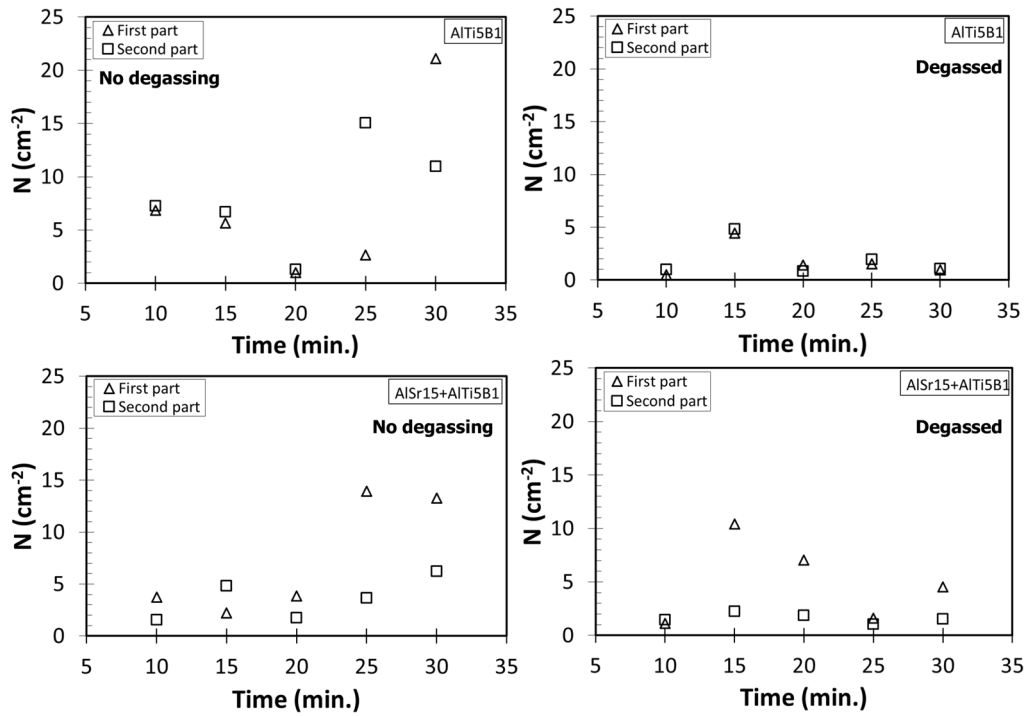 25
20
15
10
5
0
N (cm-2)
First part
Second part
AlTi5B1
No degassing
5 10 15 20 25 30 35
Time (min.)
25
20
15
10
5
0
N (cm-2)
First part
Second part
AlTi5B1
Degassed
5 10 15 20 25 30 35
Time (min.)
25
20
15
10
5
0
N (cm-2)
First part
Second part
AlSr15+AlTi5B1
No degassing
5 10 15 20 25 30 35
Time (min.)
25
20
15
10
5
0
N (cm-2)
First part
Second part
AlSr15+AlTi5B1
Degassed
5 10 15 20 25 30 35
Time (min.)